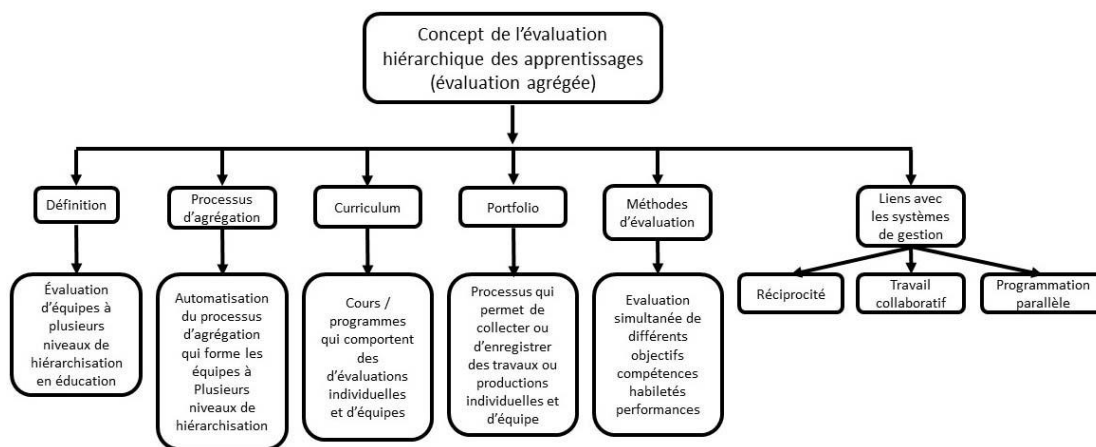 Concept de l'évaluation
hiérarchique des apprentissages
(évaluation agrégée)
Définition
Processus
d'agrégation
Curriculum
Portfolio
Méthodes
d'évaluation
Liens avec
les systèmes
de gestion
Évaluation
d'équipes à
plusieurs
niveaux de
hiérarchisation
en éducation
Automatisation
du processus
d'agrégation
qui forme les
équipes à
Plusieurs
niveaux de
hiérarchisation
Cours /
programmes
qui comportent
des
d'évaluations
individuelles
et d'équipes
Processus qui
permet de
collecter ou
d'enregistrer
des travaux ou
productions
individuelles et
d'équipe
Evaluation
simultanée de
différents
objectifs
compétences
habiletés
performances
Réciprocité
Travail
collaboratif
Programmation
parallèle